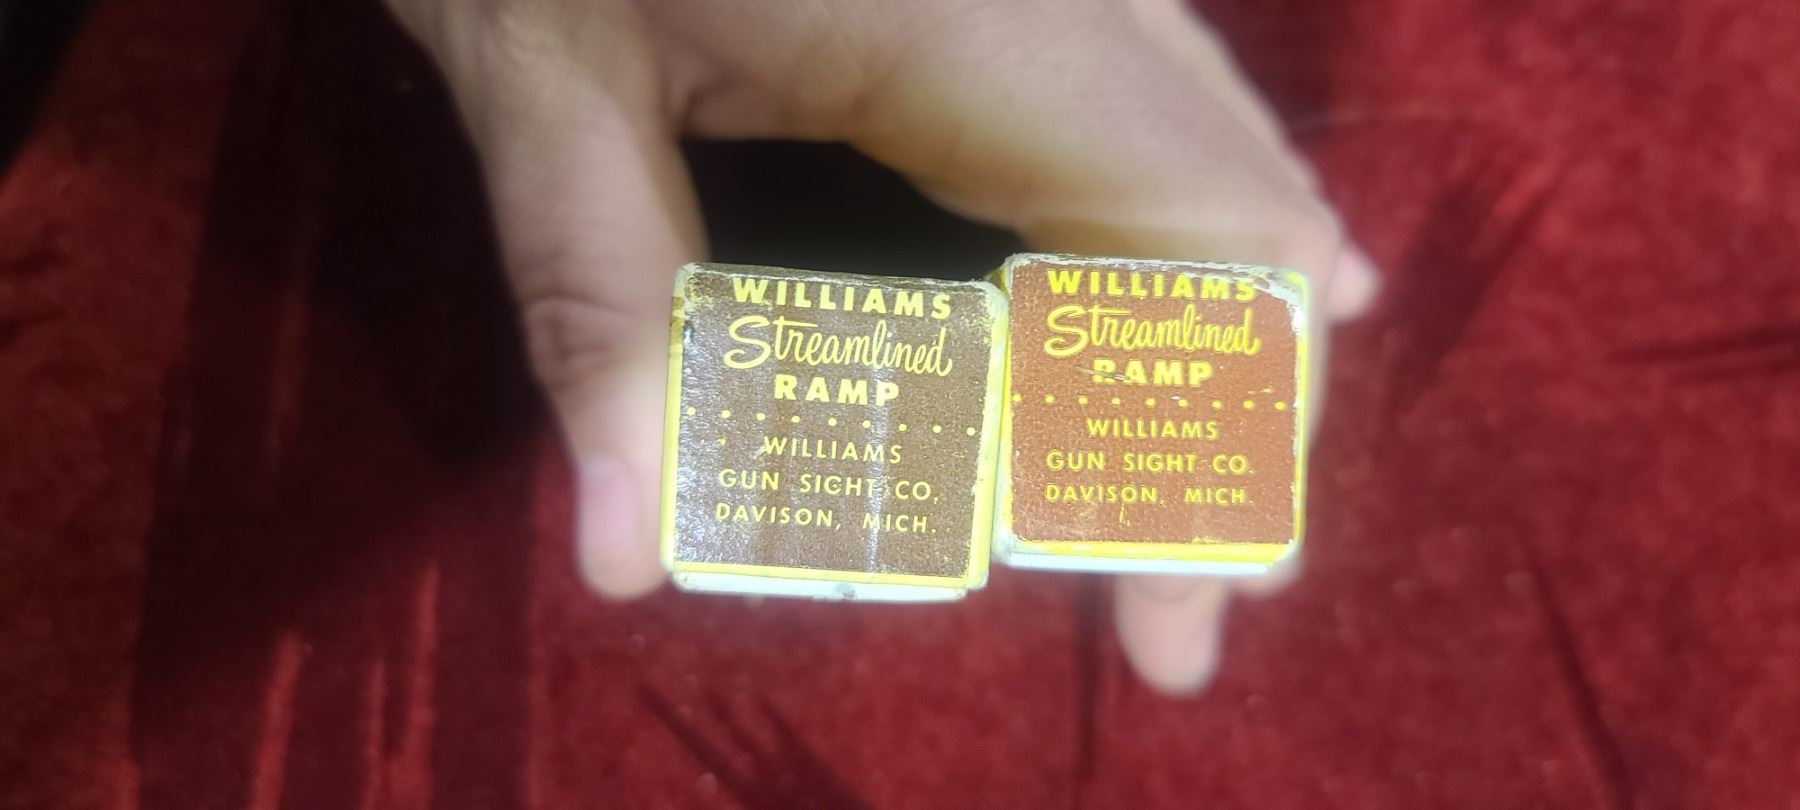 WILLIAMS
Streamlined
RAMP
WILLIAMS
GUN SIGHT CO.
DAVISON, MICH.
WILLIAMS
Streamlined
RAMP
WILLIAMS
GUN SIGHT CO.
DAVISON, MICH.